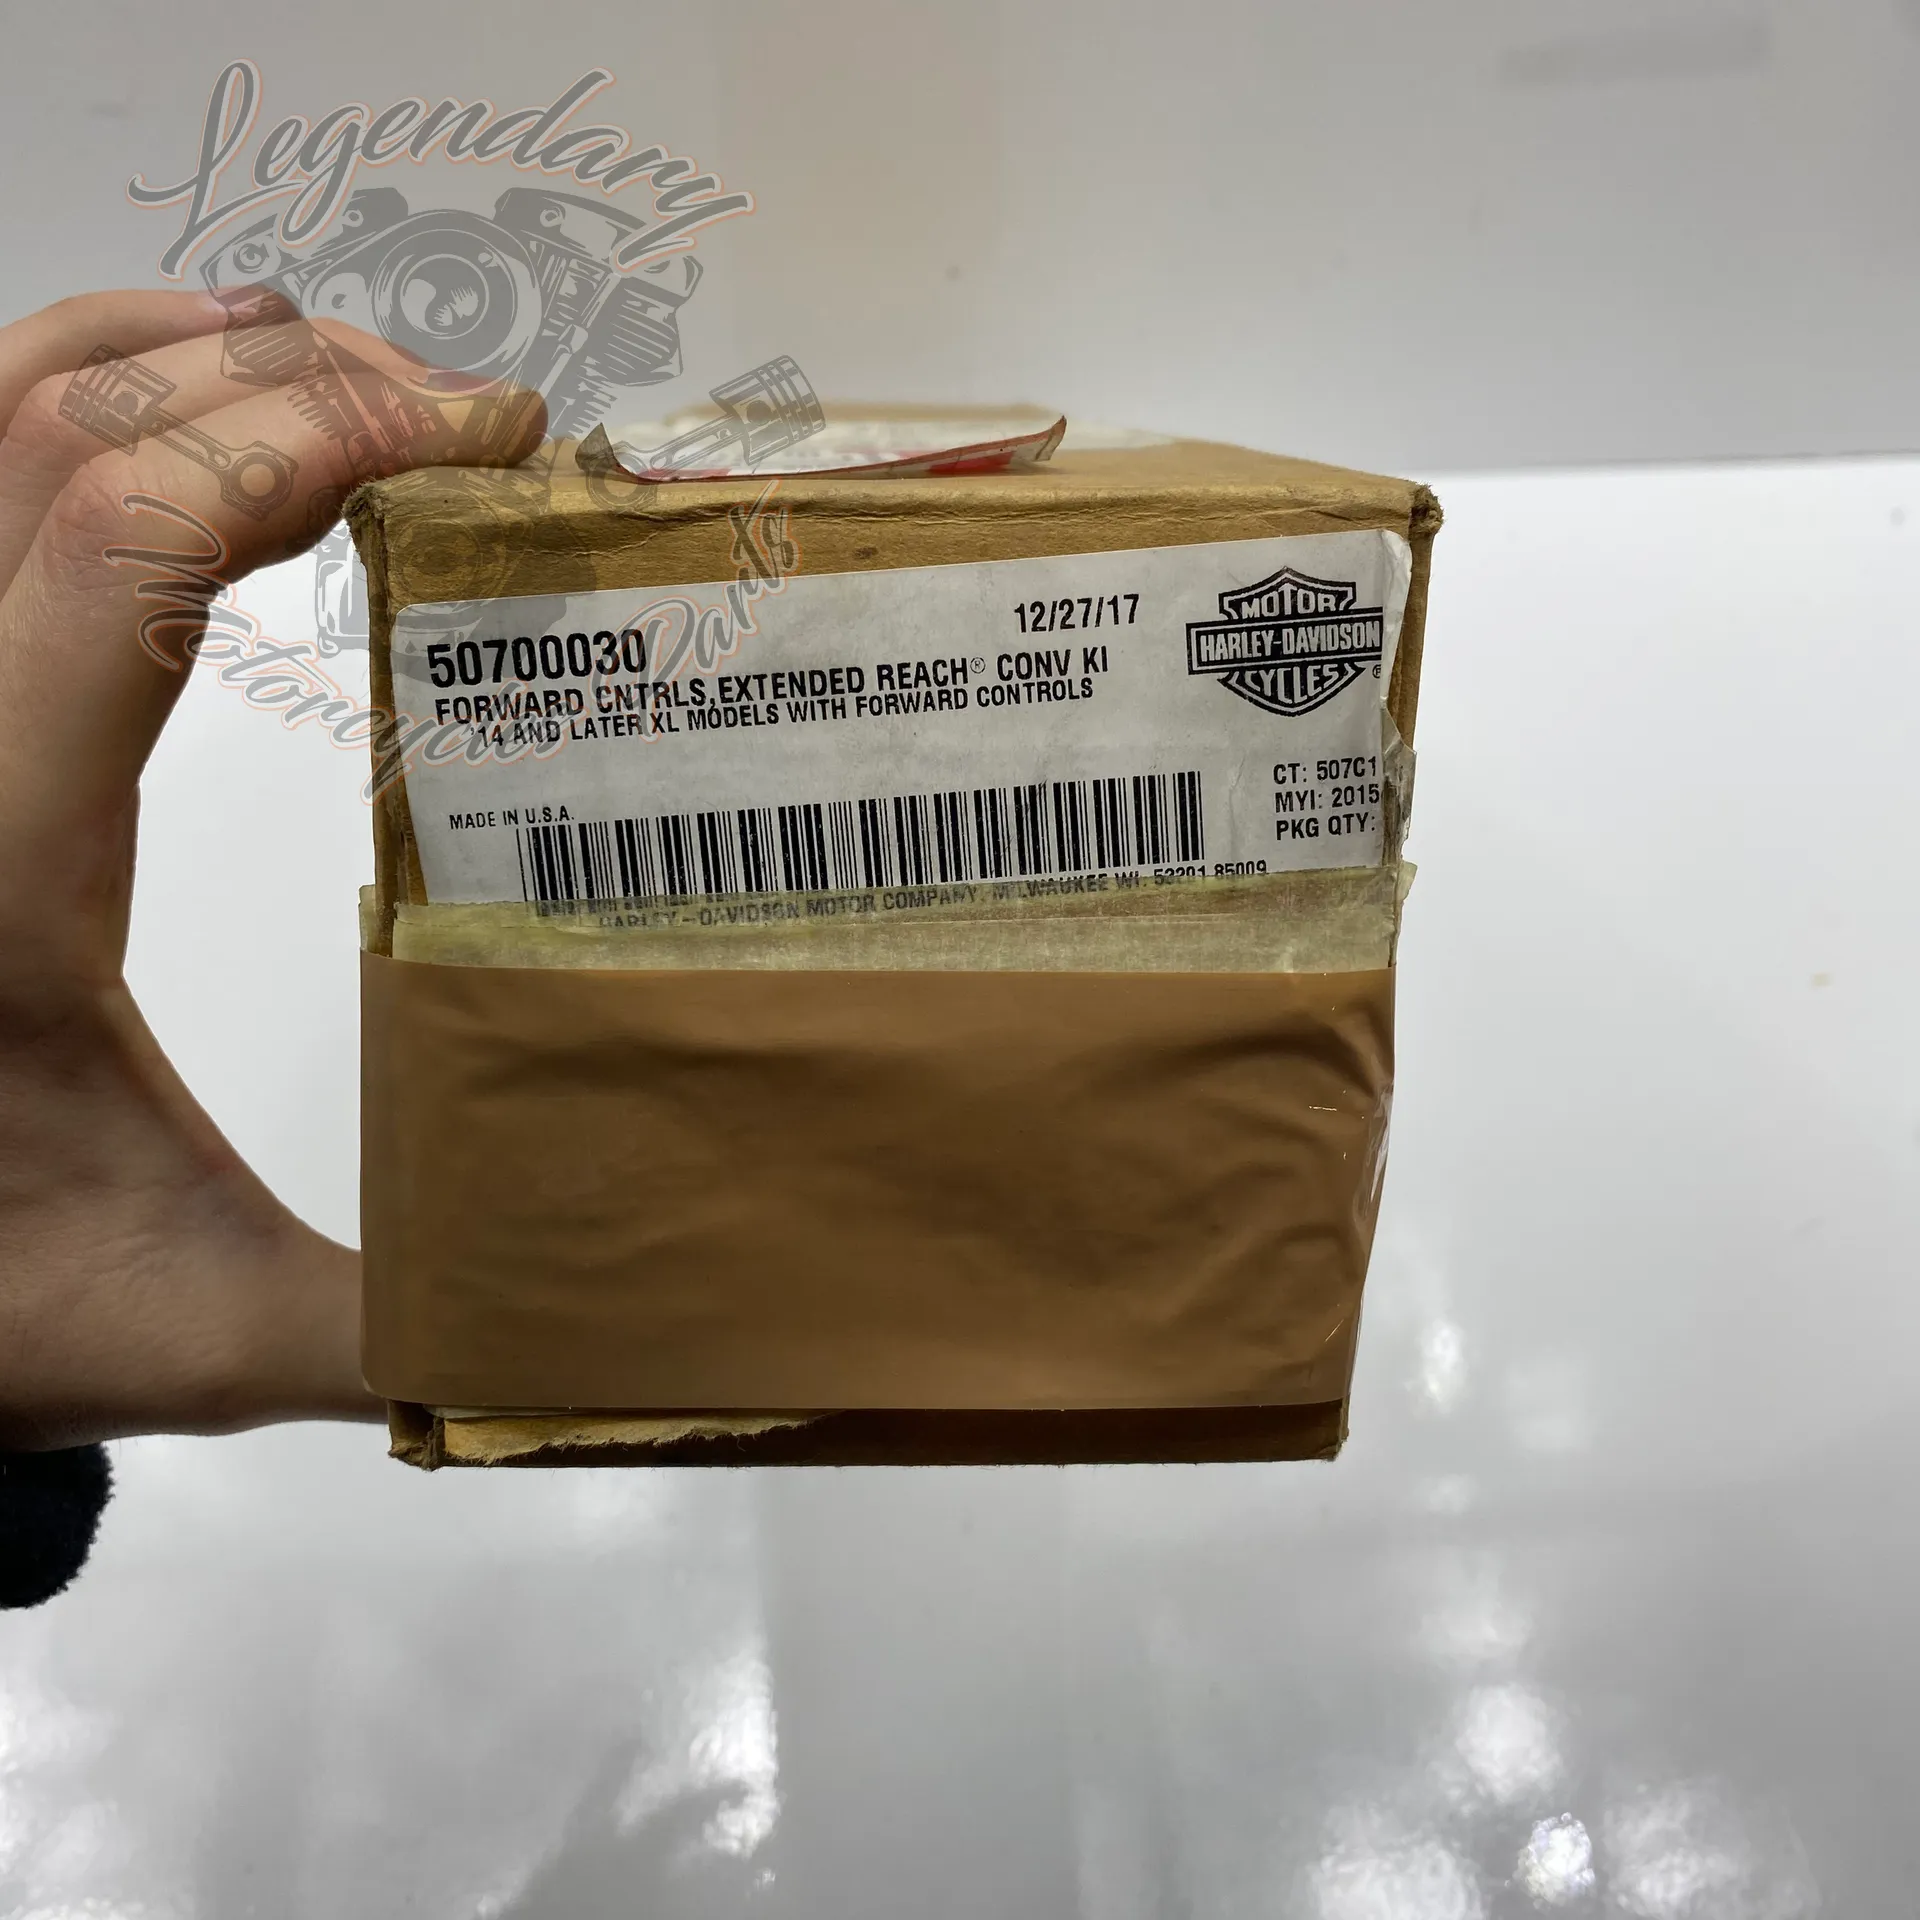 Legendary
Motorcycles Parts
12/27/17
50700030
FORWARD CNTRLS,EXTENDED REACH® CONV KI
'14 AND LATER XL MODELS WITH FORWARD CONTROLS
MOTOR
HARLEY-DAVIDSON
CYCLES
®
CT: 507C1
MYI: 2015
PKG QTY:
MADE IN U.S.A.
HARLEY-DAVIDSON MOTOR COMPANY. MILWAUKEE WI. 53201 85009